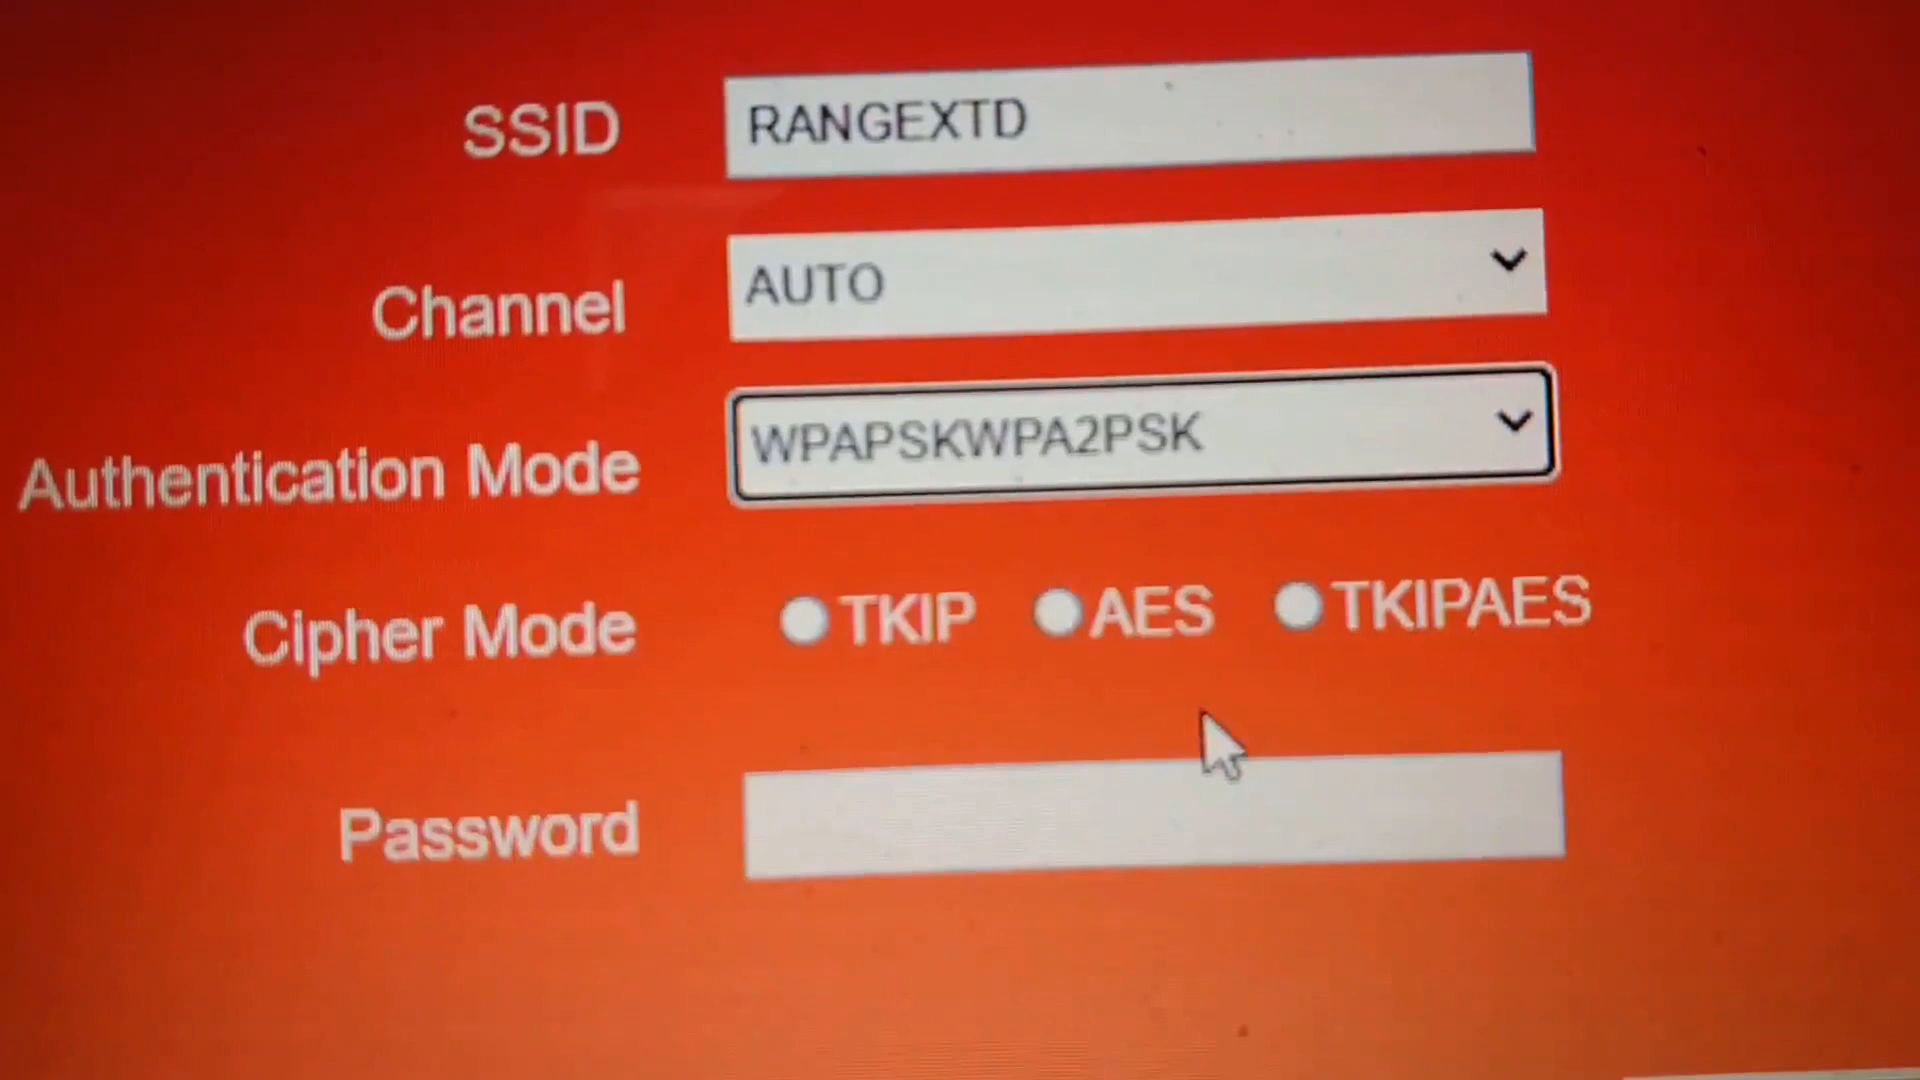 SSID RANGEXTD
Channel AUTO
Authentication Mode WPAPSKWPA2PSK
Cipher Mode TKIP AES TKIPAES
Password